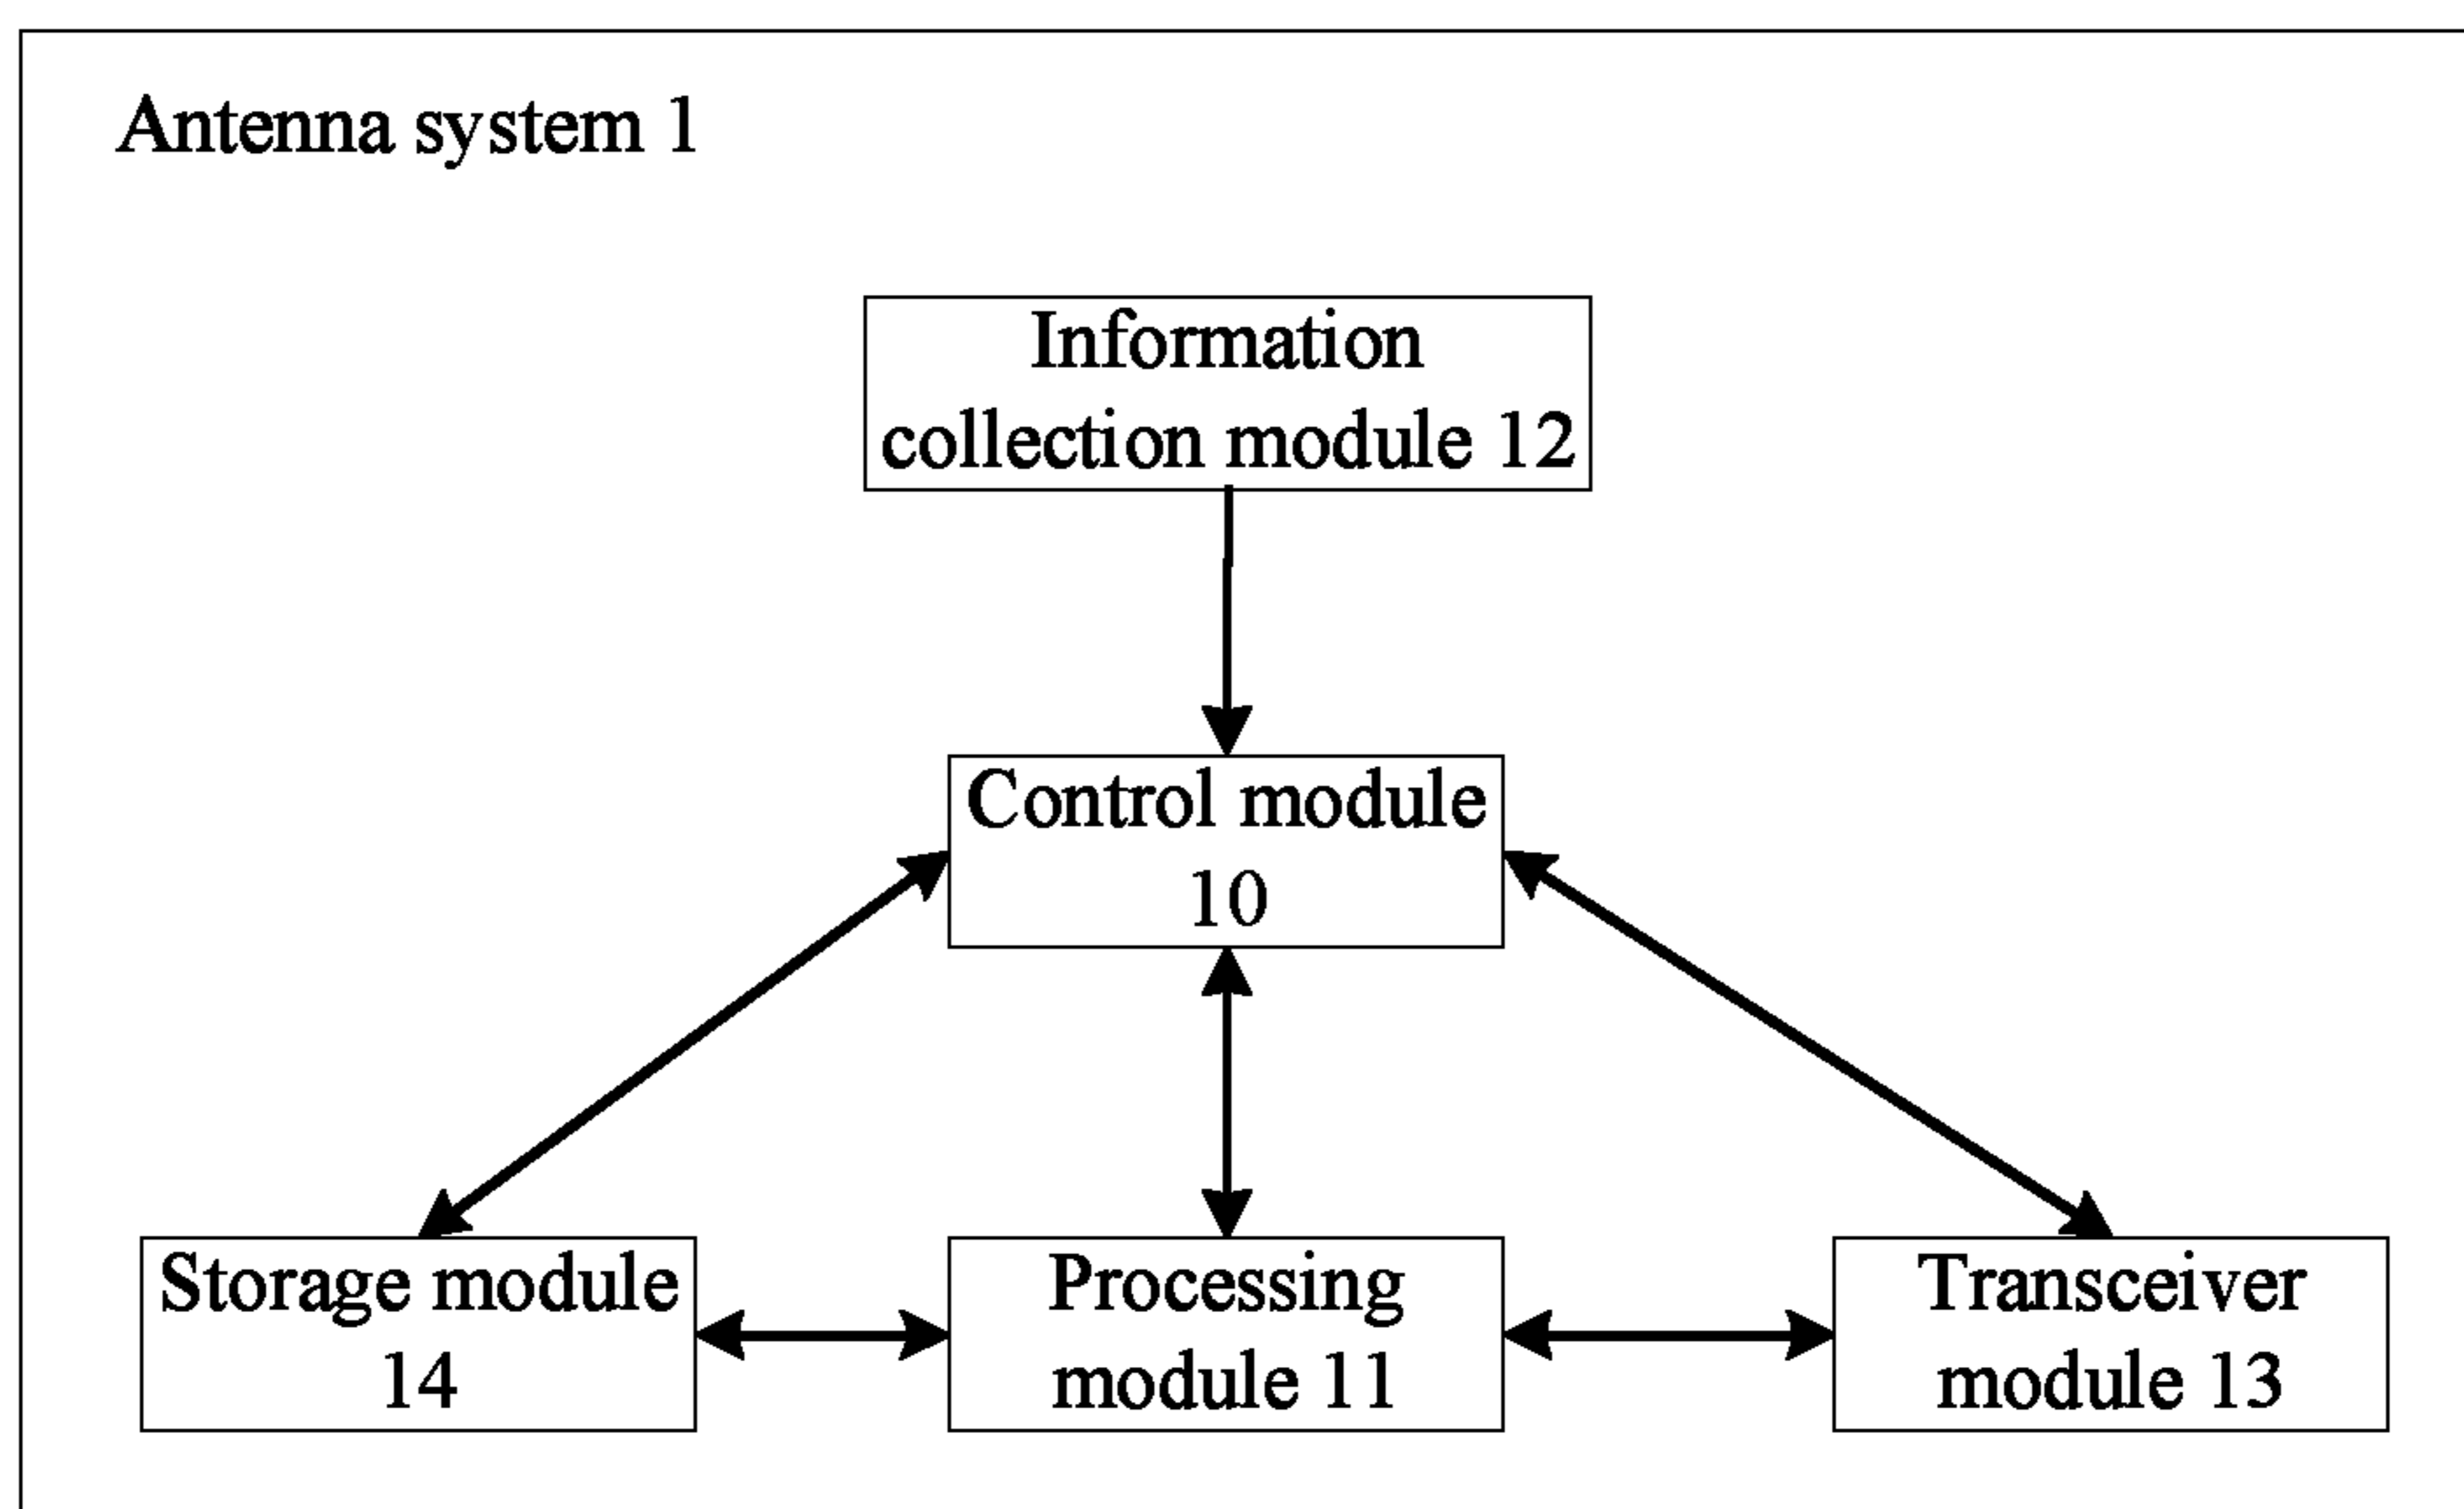 Antenna system 1
Information
collection module 12
Control module
10
Storage module
14
Processing
module 11
Transceiver
module 13